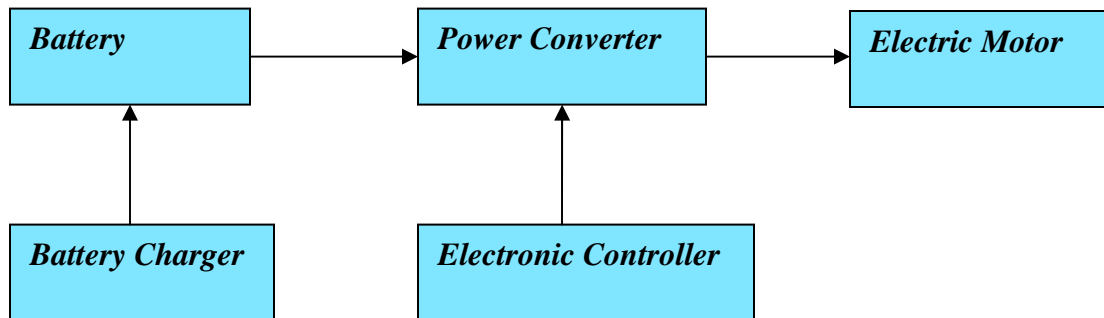 Battery
Power Converter
Electric Motor
Battery Charger
Electronic Controller